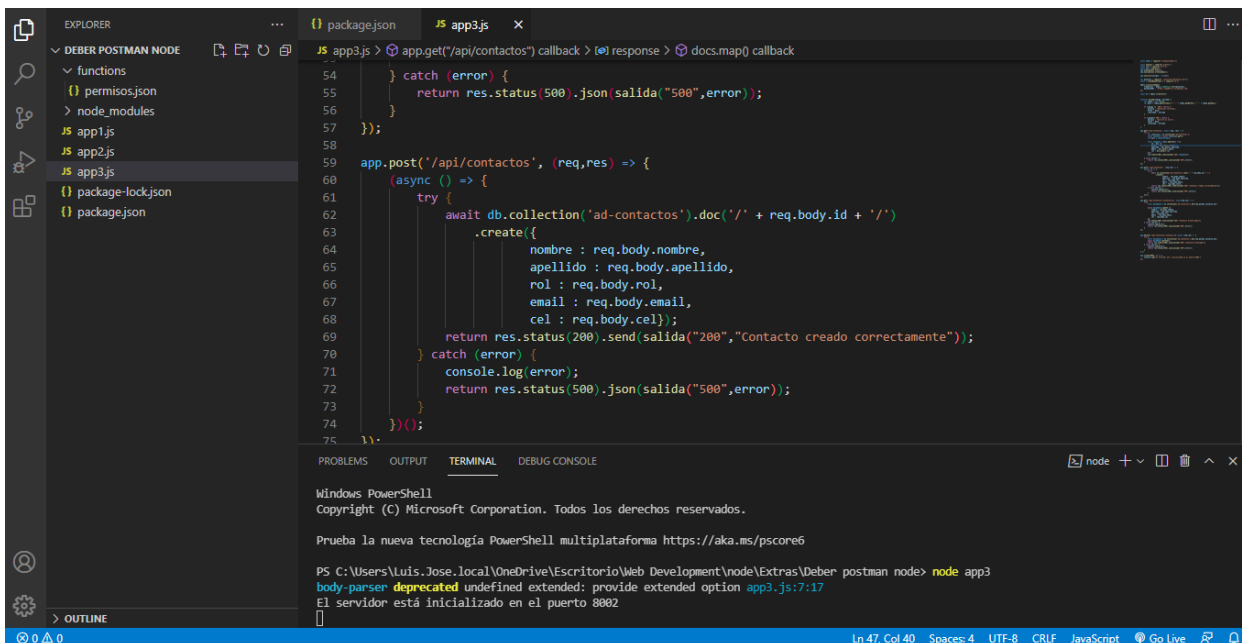 EXPLORER
DEBER POSTMAN NODE
functions
{} permisos.json
node_modules
JS app1.js
JS app2.js
JS app3.js
{} package-lock.json
{} package.json
OUTLINE
{} package.json JS app3.js
JS app3.js > app.get("/api/contactos") callback > response > docs.map() callback
54 } catch (error) {
55 return res.status(500).json(salida("500",error));
56 }
57 });
58
59 app.post('/api/contactos', (req,res) => {
60 (async () => {
61 try {
62 await db.collection('ad-contactos').doc('/' + req.body.id + '/')
63 .create({
64 nombre : req.body.nombre,
65 apellido : req.body.apellido,
66 rol : req.body.rol,
67 email : req.body.email,
68 cel : req.body.cel});
69 return res.status(200).send(salida("200","Contacto creado correctamente"));
70 } catch (error) {
71 console.log(error);
72 return res.status(500).json(salida("500",error));
73 }
74 })();
75 });
PROBLEMS OUTPUT TERMINAL DEBUG CONSOLE node
Windows PowerShell
Copyright (C) Microsoft Corporation. Todos los derechos reservados.
Prueba la nueva tecnología PowerShell multiplataforma https://aka.ms/pscore6
PS C:\Users\Luis.Jose.local\OneDrive\Escritorio\Web Development\node\Extras\Deber postman node> node app3
body-parser deprecated undefined extended: provide extended option app3.js:7:17
El servidor está inicializado en el puerto 8002
0 0 Ln 47, Col 40 Spaces: 4 UTF-8 CRLF JavaScript Go Live